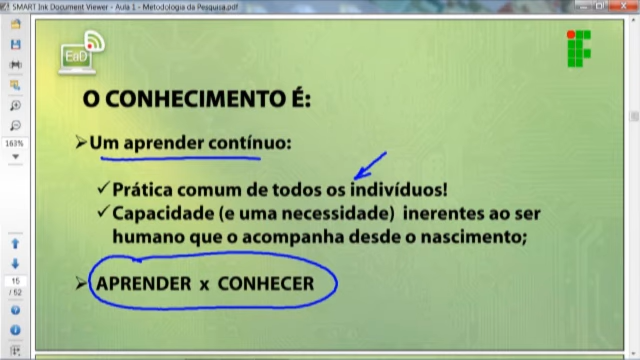 SMART Ink Document Viewer - Aula 1 - Metodologia da Pesquisa.pdf
EaD
O CONHECIMENTO É:
163%
Um aprender contínuo:
Prática comum de todos os indivíduos!
Capacidade (e uma necessidade) inerentes ao ser
humano que o acompanha desde o nascimento;
15
/ 52
APRENDER x CONHECER